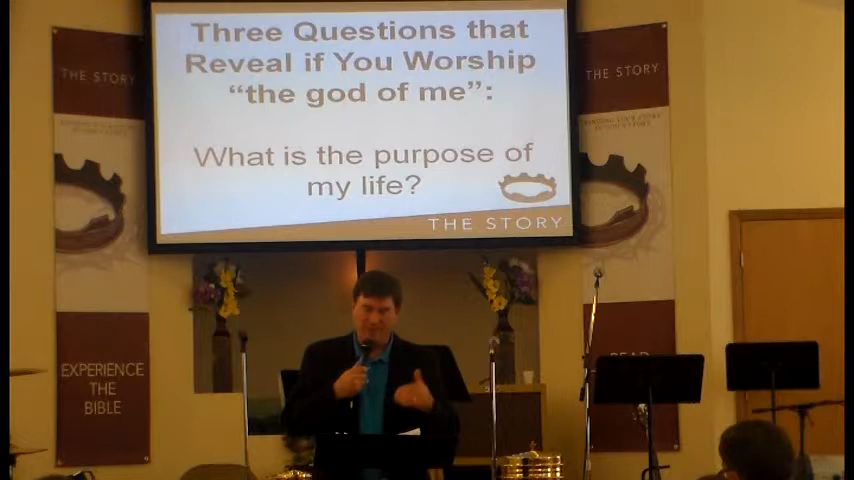 Three Questions that
Reveal if You Worship
“the god of me”:
What is the purpose of
my life?
THE STORY
THE STORY
EXPERIENCE
THE
BIBLE
THE STORY
READ